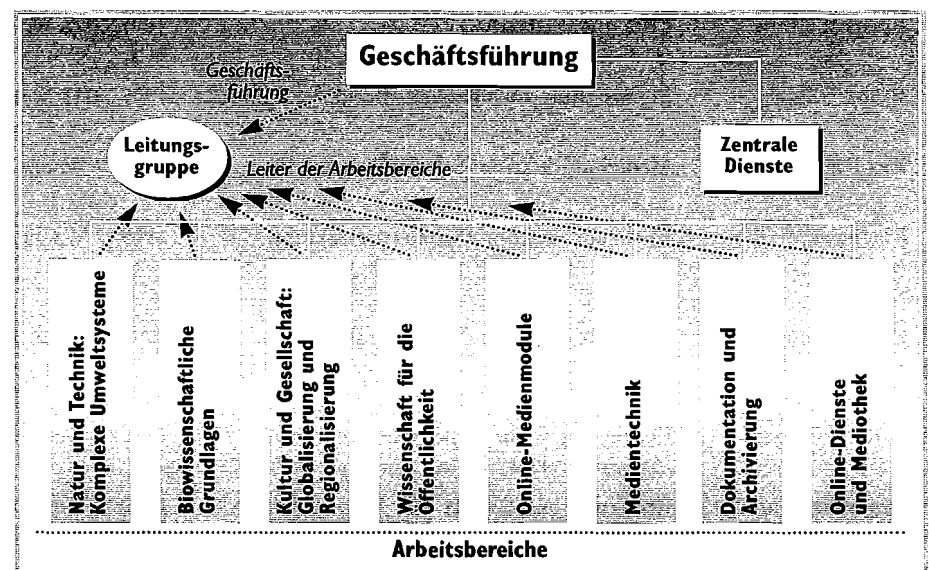 Geschäftsführung
Geschäfts-
führung
Leitungs-
gruppe
Zentrale
Dienste
Leiter der Arbeitsbereiche
Natur und Technik:
Komplexe Umweltsysteme
Biowissenschaftliche
Grundlagen
Kultur und Gesellschaft:
Globalisierung und
Regionalisierung
Wissenschaft für die
Öffentlichkeit
Online-Medienmodule
Medientechnik
Dokumentation und
Archivierung
Online-Dienste
und Mediothek
Arbeitsbereiche